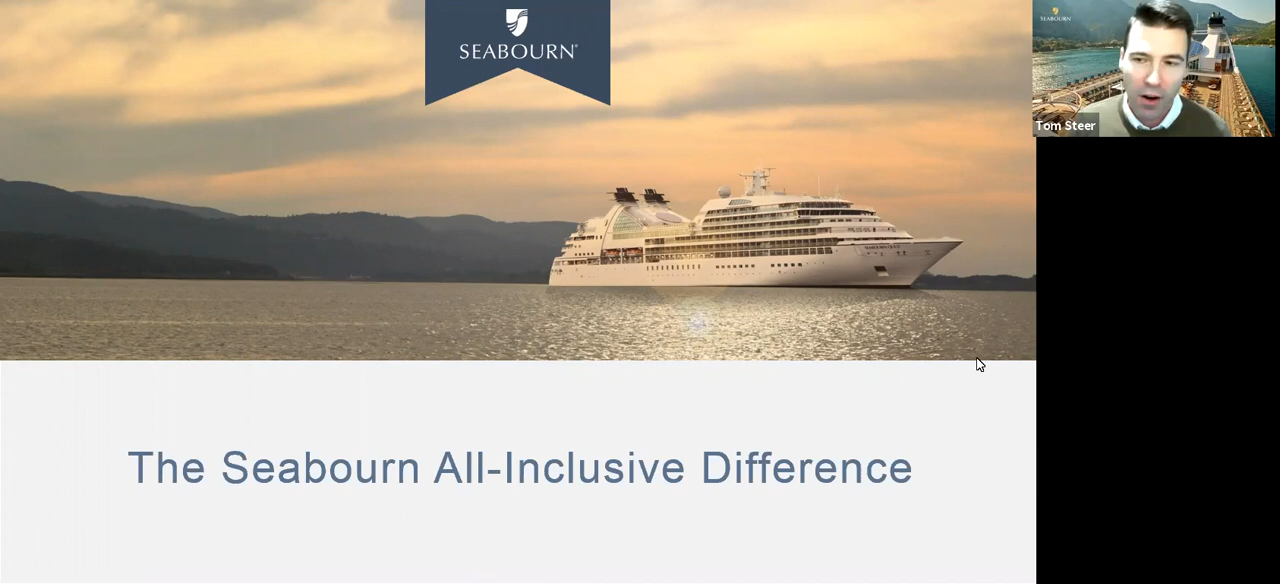 SEABOURN®
SEABOURN
Tom Steer
The Seabourn All-Inclusive Difference